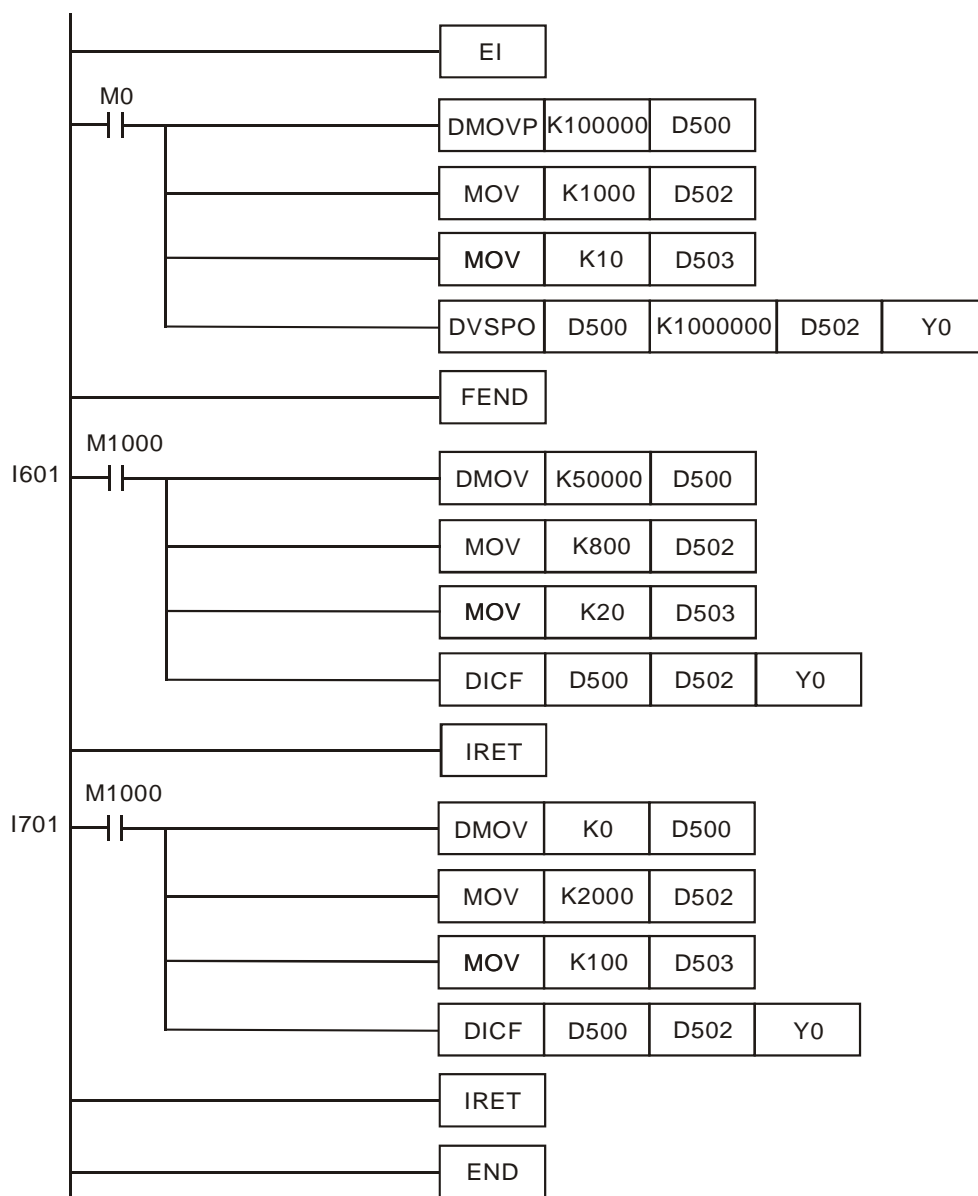 EI
M0
DMOVP K100000 D500
MOV K1000 D502
MOV K10 D503
DVSPO D500 K1000000 D502 Y0
FEND
M1000
I601
DMOV K50000 D500
MOV K800 D502
MOV K20 D503
DICF D500 D502 Y0
IRET
M1000
I701
DMOV K0 D500
MOV K2000 D502
MOV K100 D503
DICF D500 D502 Y0
IRET
END